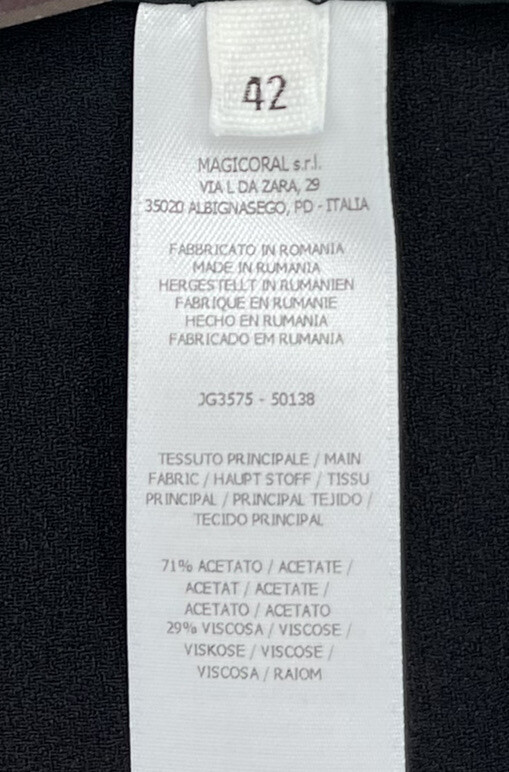 42
MAGICORAL s.r.l.
VIA L DA ZARA, 29
35020 ALBIGNASEGO, PD - ITALIA
FABBRICATO IN ROMANIA
MADE IN RUMANIA
HERGESTELLT IN RUMANIEN
FABRIQUE EN RUMANIE
HECHO EN RUMANIA
FABRICADO EM RUMANIA
JG3575 - 50138
TESSUTO PRINCIPALE / MAIN
FABRIC / HAUPT STOFF / TISSU
PRINCIPAL / PRINCIPAL TEJIDO /
TECIDO PRINCIPAL
71% ACETATO / ACETATE /
ACETAT / ACETATE /
ACETATO / ACETATO
29% VISCOSA / VISCOSE /
VISKOSE / VISCOSE /
VISCOSA / RAIOM